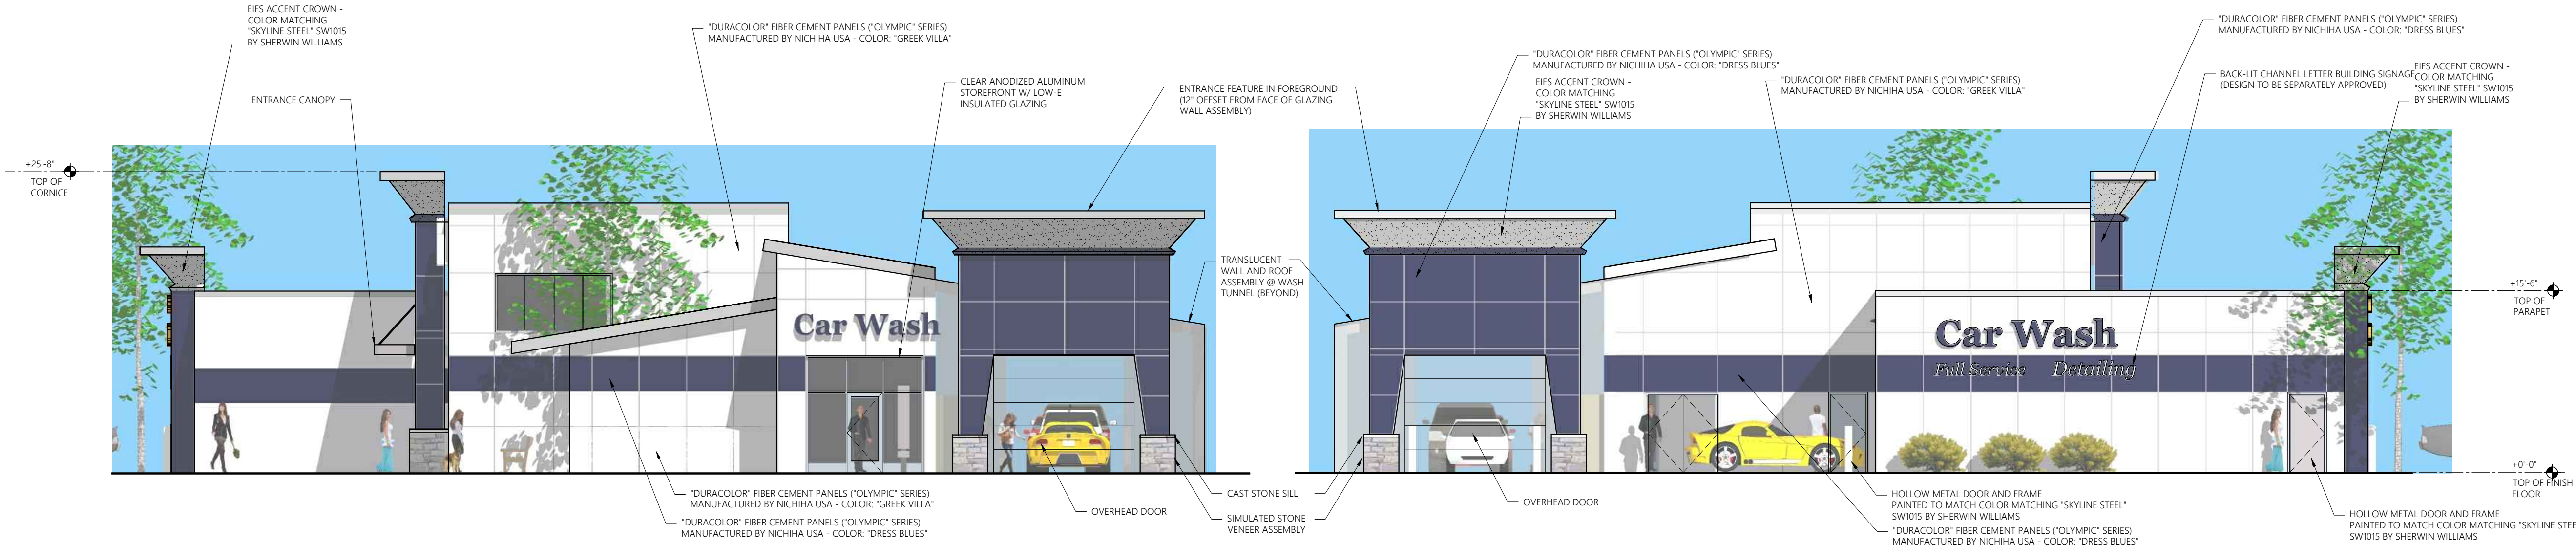 EIFS ACCENT CROWN -
COLOR MATCHING
"SKYLINE STEEL" SW1015
BY SHERWIN WILLIAMS
ENTRANCE CANOPY
"DURACOLOR" FIBER CEMENT PANELS ("OLYMPIC" SERIES)
MANUFACTURED BY NICHIHA USA - COLOR: "GREEK VILLA"
CLEAR ANODIZED ALUMINUM
STOREFRONT W/ LOW-E
INSULATED GLAZING
ENTRANCE FEATURE IN FOREGROUND
(12" OFFSET FROM FACE OF GLAZING
WALL ASSEMBLY)
"DURACOLOR" FIBER CEMENT PANELS ("OLYMPIC" SERIES)
MANUFACTURED BY NICHIHA USA - COLOR: "DRESS BLUES"
EIFS ACCENT CROWN -
COLOR MATCHING
"SKYLINE STEEL" SW1015
BY SHERWIN WILLIAMS
"DURACOLOR" FIBER CEMENT PANELS ("OLYMPIC" SERIES)
MANUFACTURED BY NICHIHA USA - COLOR: "GREEK VILLA"
"DURACOLOR" FIBER CEMENT PANELS ("OLYMPIC" SERIES)
MANUFACTURED BY NICHIHA USA - COLOR: "DRESS BLUES"
BACK-LIT CHANNEL LETTER BUILDING SIGNAGE
(DESIGN TO BE SEPARATELY APPROVED)
EIFS ACCENT CROWN -
COLOR MATCHING
"SKYLINE STEEL" SW1015
BY SHERWIN WILLIAMS
+25'-8"
TOP OF
CORNICE
TRANSLUCENT
WALL AND ROOF
ASSEMBLY @ WASH
TUNNEL (BEYOND)
+15'-6"
TOP OF
PARAPET
Car Wash
Car Wash
Full Service Detailing
+0'-0"
TOP OF FINISH
FLOOR
"DURACOLOR" FIBER CEMENT PANELS ("OLYMPIC" SERIES)
MANUFACTURED BY NICHIHA USA - COLOR: "GREEK VILLA"
"DURACOLOR" FIBER CEMENT PANELS ("OLYMPIC" SERIES)
MANUFACTURED BY NICHIHA USA - COLOR: "DRESS BLUES"
OVERHEAD DOOR
CAST STONE SILL
SIMULATED STONE
VENEER ASSEMBLY
OVERHEAD DOOR
HOLLOW METAL DOOR AND FRAME
PAINTED TO MATCH COLOR MATCHING "SKYLINE STEEL"
SW1015 BY SHERWIN WILLIAMS
"DURACOLOR" FIBER CEMENT PANELS ("OLYMPIC" SERIES)
MANUFACTURED BY NICHIHA USA - COLOR: "DRESS BLUES"
HOLLOW METAL DOOR AND FRAME
PAINTED TO MATCH COLOR MATCHING "SKYLINE STEE
SW1015 BY SHERWIN WILLIAMS